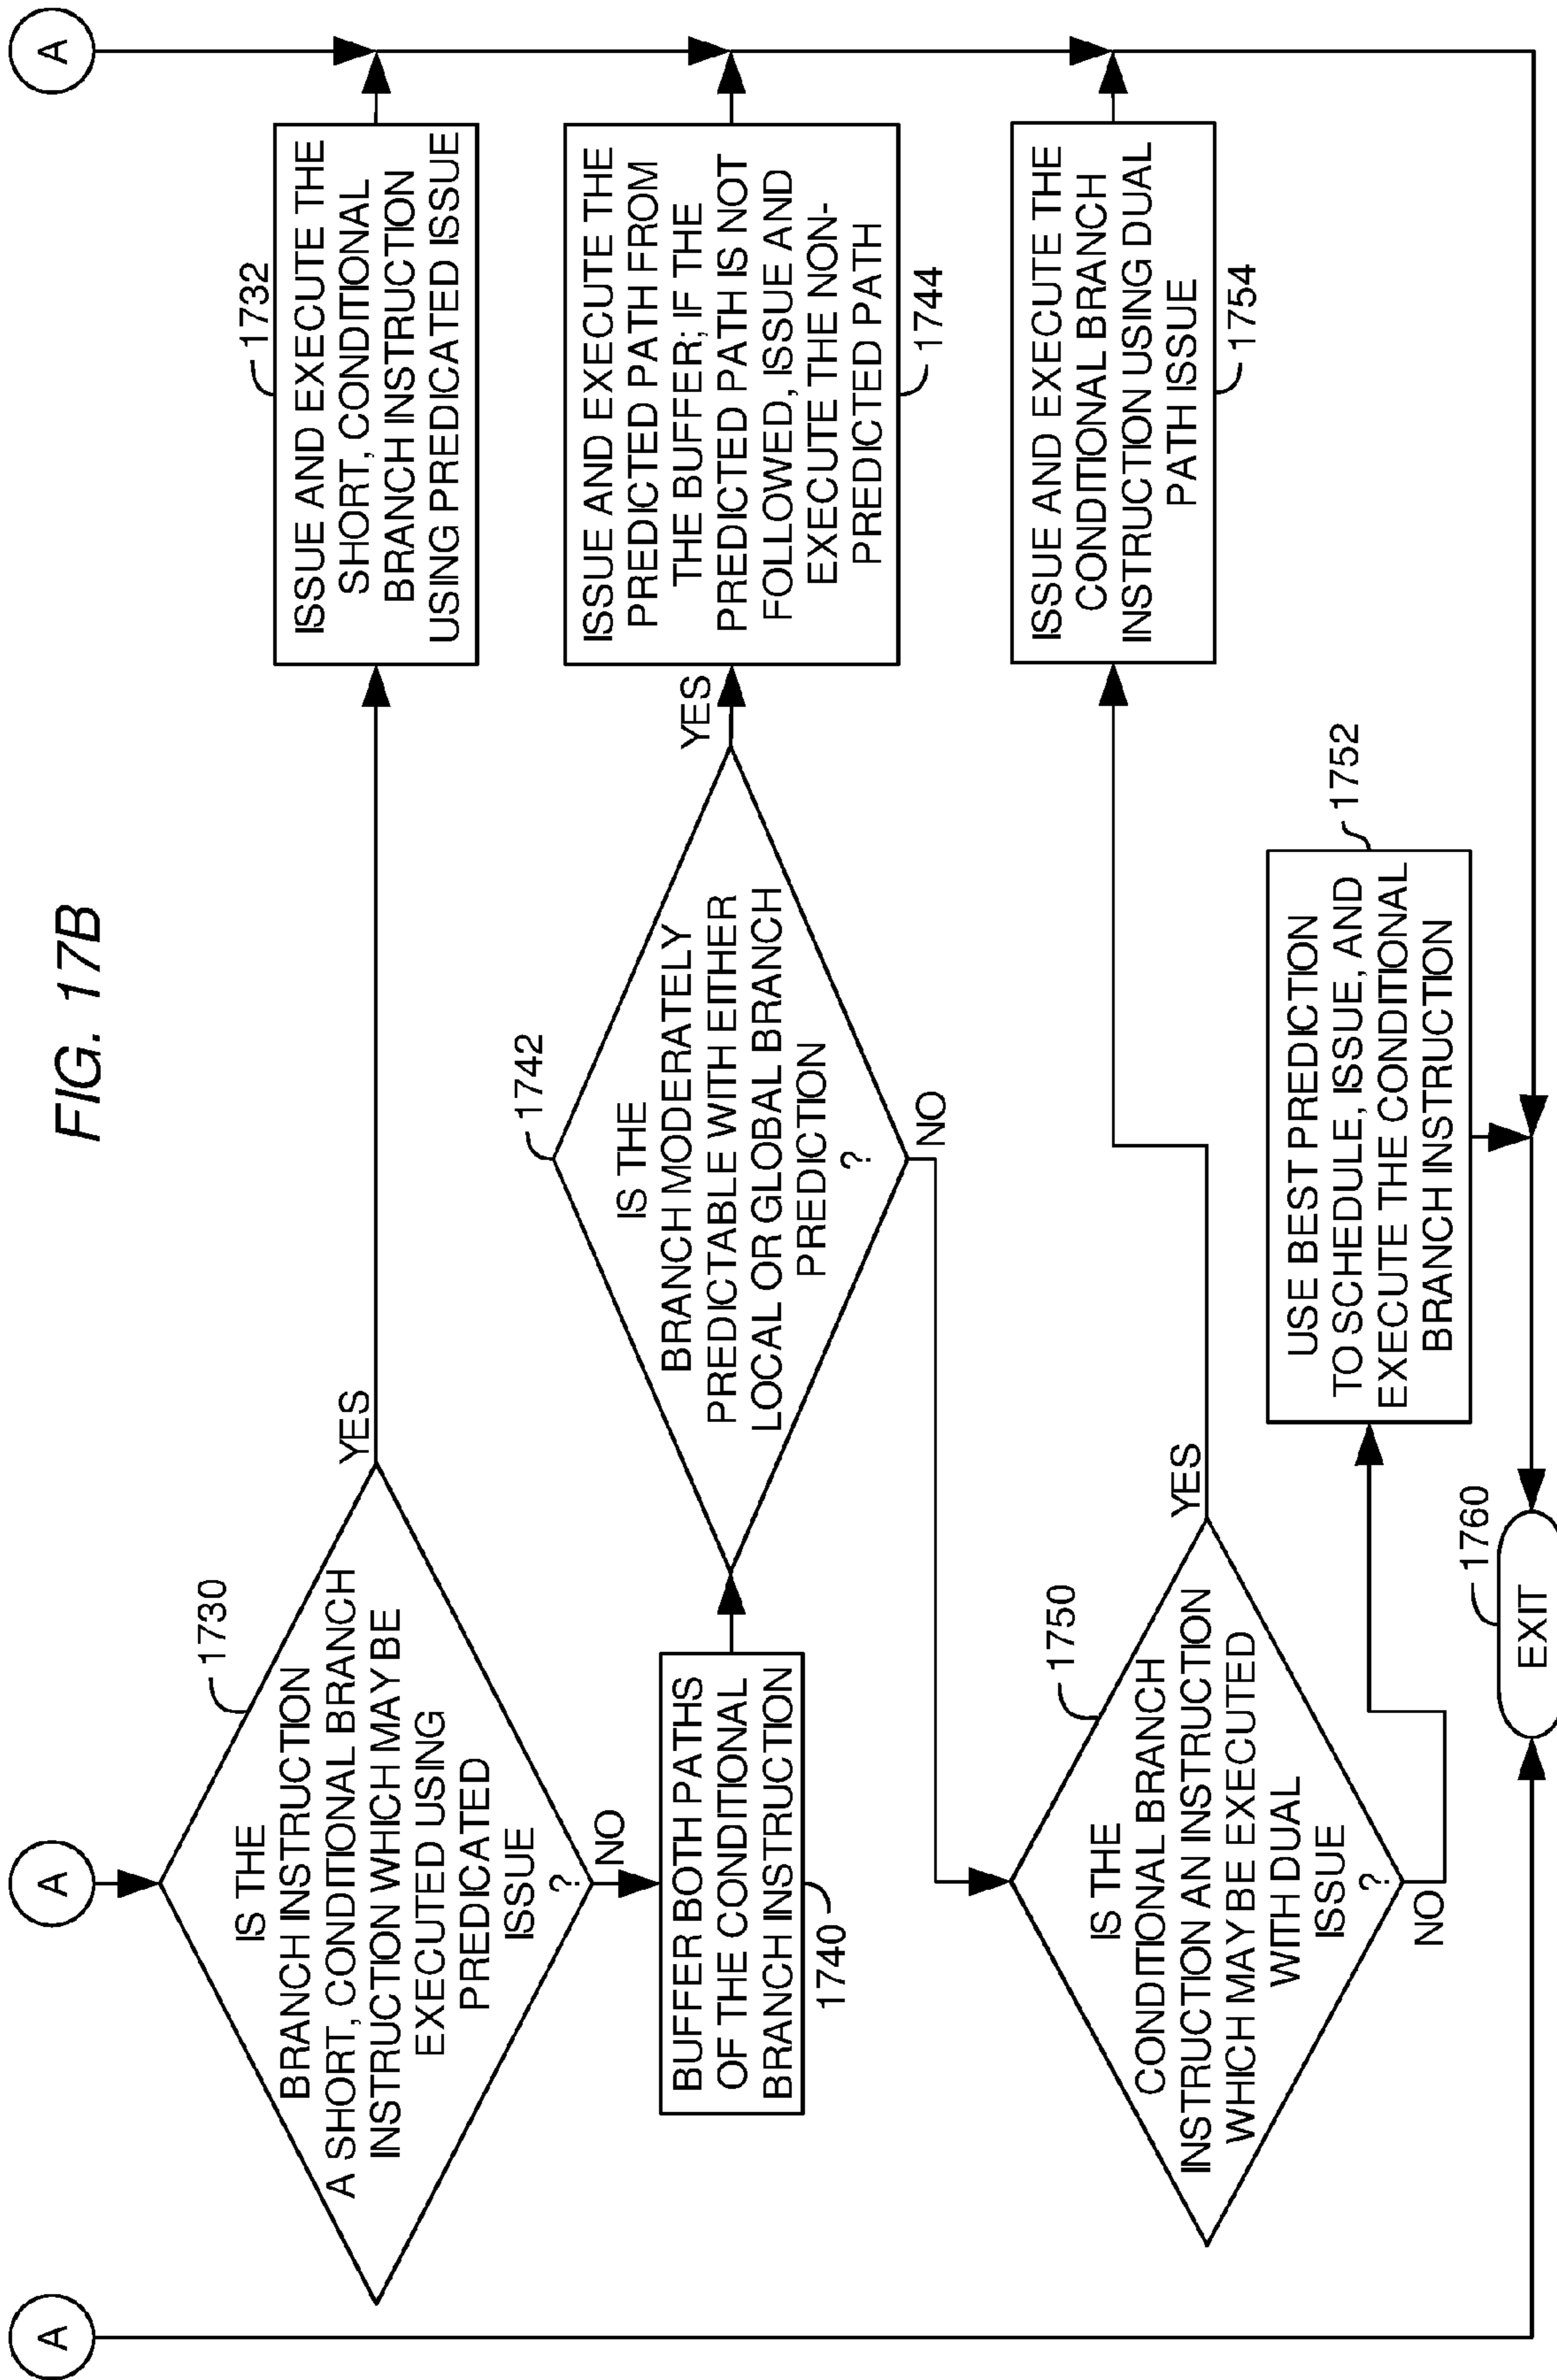 FIG. 17B
A
A
A
1730
IS THE
BRANCH INSTRUCTION
A SHORT, CONDITIONAL BRANCH
INSTRUCTION WHICH MAY BE
EXECUTED USING
PREDICATED
ISSUE
?
YES
NO
1732
ISSUE AND EXECUTE THE
SHORT, CONDITIONAL
BRANCH INSTRUCTION
USING PREDICATED ISSUE
BUFFER BOTH PATHS
OF THE CONDITIONAL
BRANCH INSTRUCTION
1740
1742
IS THE
BRANCH MODERATELY
PREDICTABLE WITH EITHER
LOCAL OR GLOBAL BRANCH
PREDICTION
?
YES
NO
ISSUE AND EXECUTE THE
PREDICTED PATH FROM
THE BUFFER; IF THE
PREDICTED PATH IS NOT
FOLLOWED, ISSUE AND
EXECUTE THE NON-
PREDICTED PATH
1744
1750
IS THE
CONDITIONAL BRANCH
INSTRUCTION AN INSTRUCTION
WHICH MAY BE EXECUTED
WITH DUAL
ISSUE
?
YES
NO
ISSUE AND EXECUTE THE
CONDITIONAL BRANCH
INSTRUCTION USING DUAL
PATH ISSUE
1754
USE BEST PREDICTION
TO SCHEDULE, ISSUE, AND
EXECUTE THE CONDITIONAL
BRANCH INSTRUCTION
1752
1760
EXIT